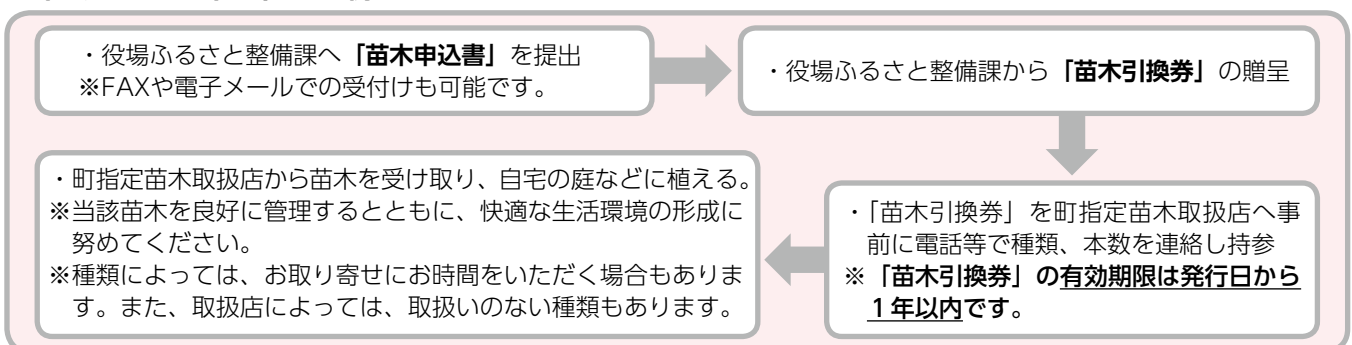 ・役場ふるさと整備課へ「苗木申込書」を提出
※FAXや電子メールでの受付けも可能です。
・役場ふるさと整備課から「苗木引換券」の贈呈
・「苗木引換券」を町指定苗木取扱店へ事
前に電話等で種類、本数を連絡し持参
※「苗木引換券」の有効期限は発行日から
１年以内です。
・町指定苗木取扱店から苗木を受け取り、自宅の庭などに植える。
※当該苗木を良好に管理するとともに、快適な生活環境の形成に
努めてください。
※種類によっては、お取り寄せにお時間をいただく場合もありま
す。また、取扱店によっては、取扱いのない種類もあります。